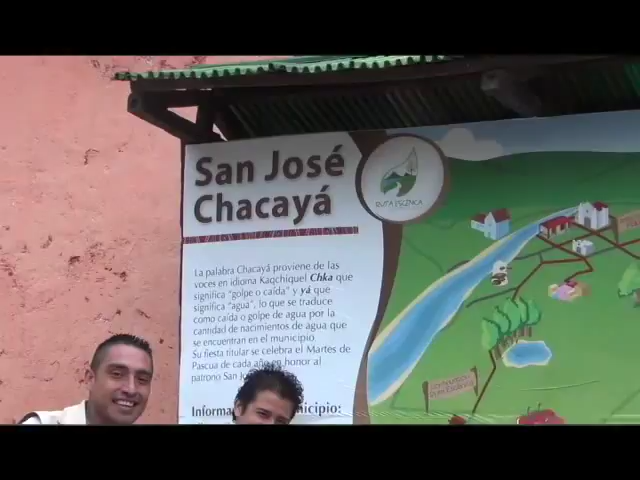 San José
Chacayá
RUTA ESCÉNICA
La palabra Chacayá proviene de las
voces en idioma Kaqchiquel Chka que
significa "golpe o caída" y yá que
significa "agua", lo que se traduce
como caída o golpe de agua por la
cantidad de nacimientos de agua que
se encuentran en el municipio
Su fiesta titular se celebra el Martes de
Pascua de cada año en honor al
patrono San